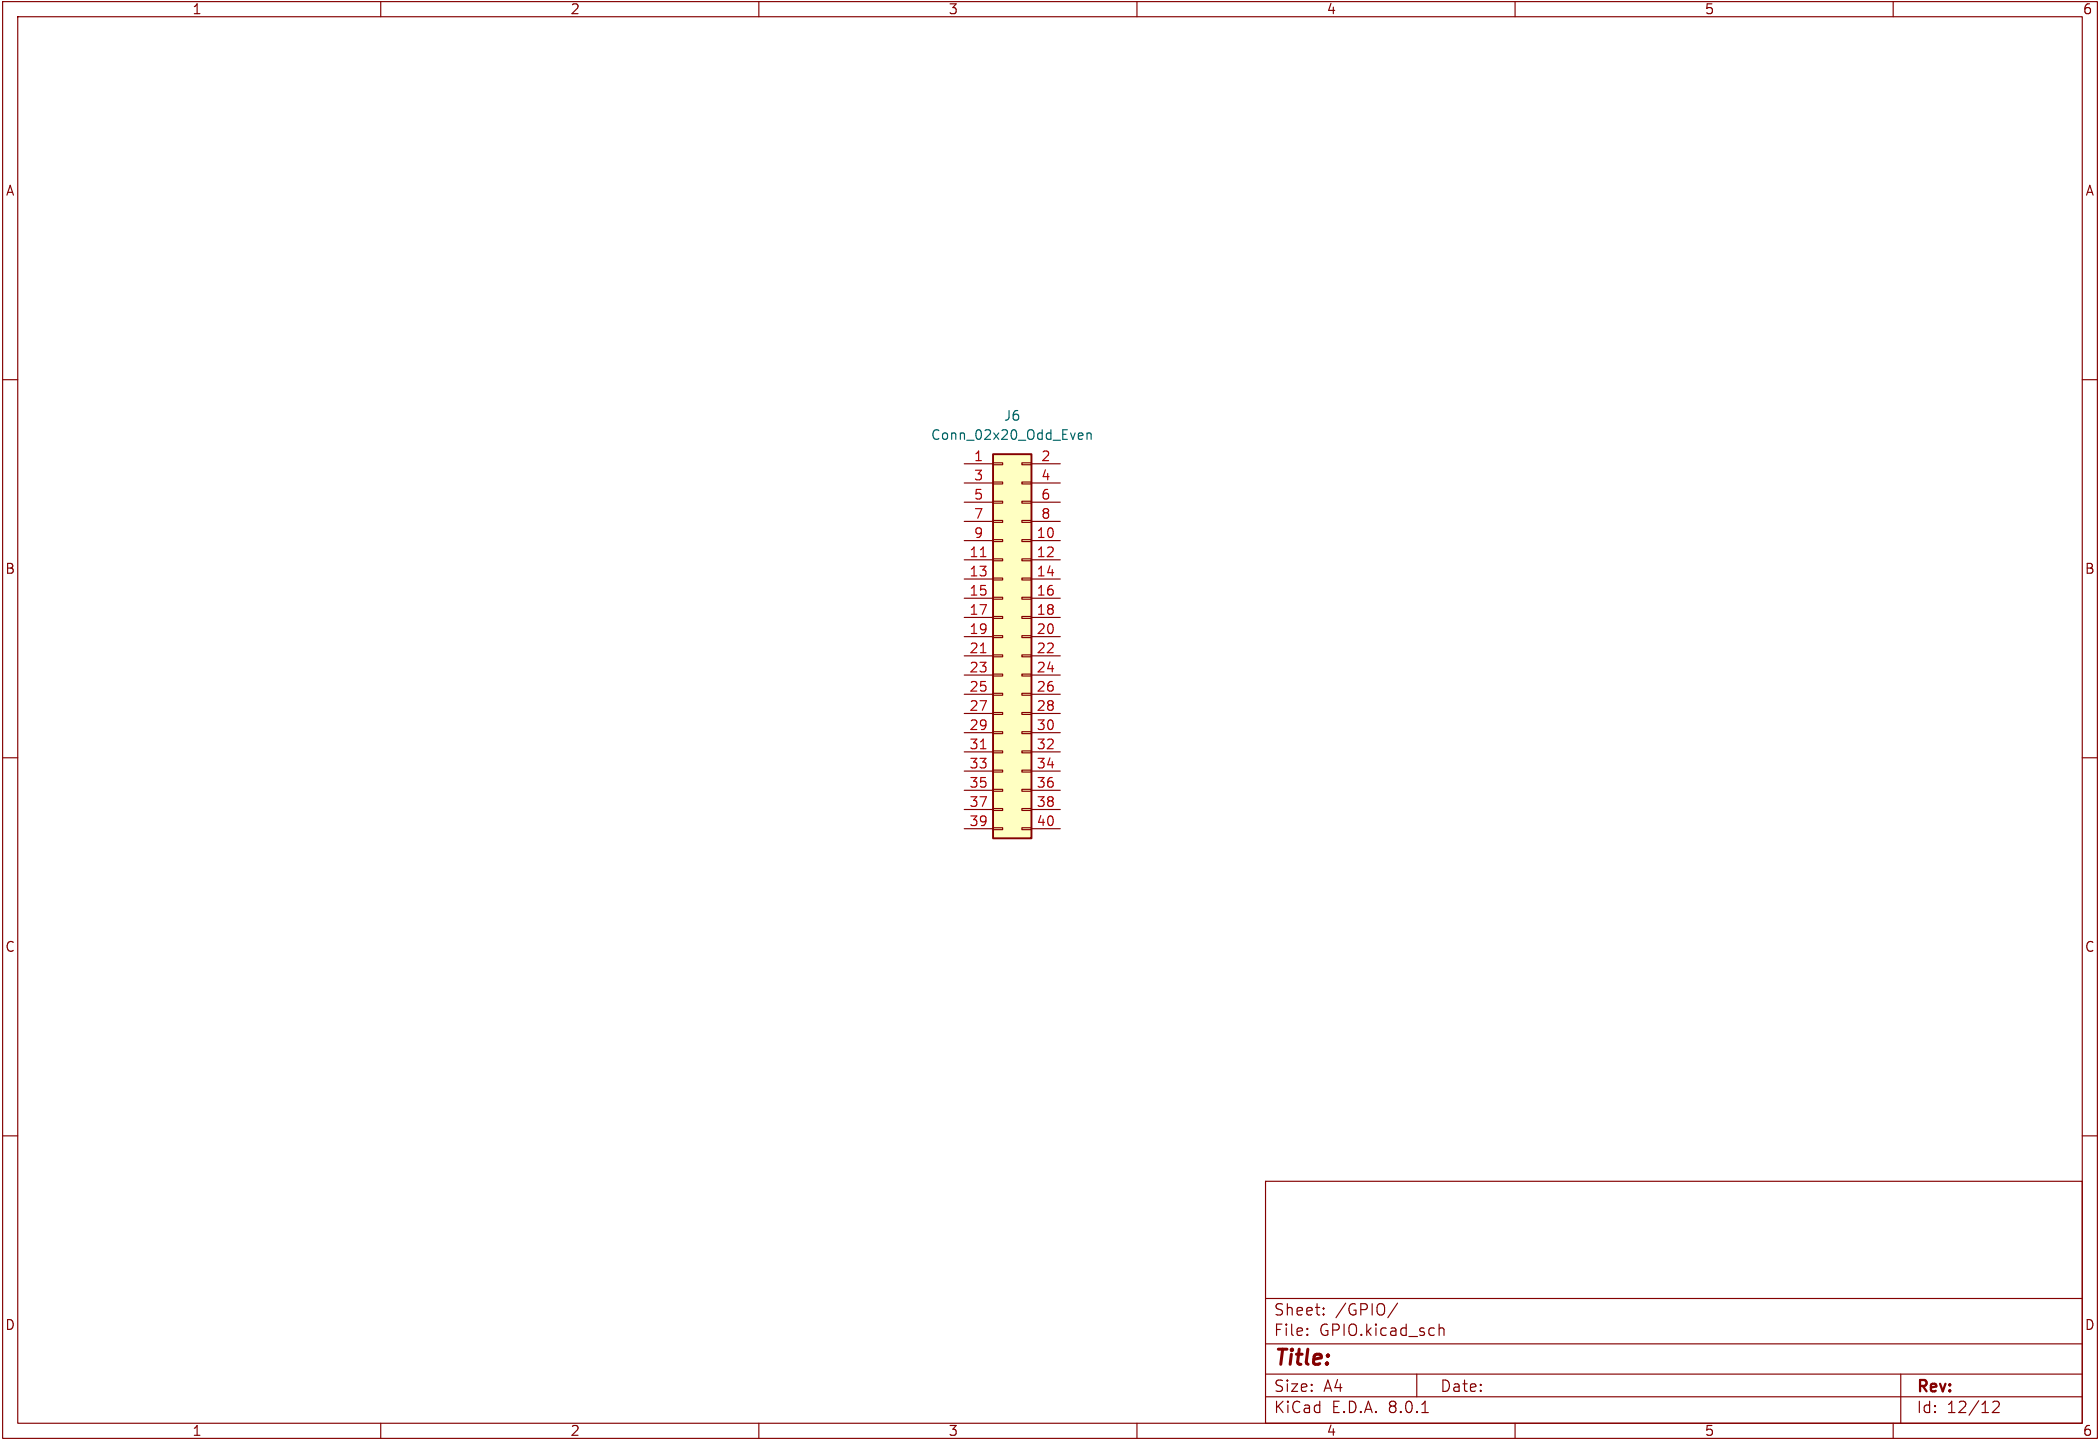 1 2 3 4 5 6
A A
J6
Conn_02x20_Odd_Even
1 2
3 4
5 6
7 8
9 10
11 12
13 14
B B
15 16
17 18
19 20
21 22
23 24
25 26
27 28
29 30
31 32
33 34
35 36
37 38
39 40
C C
Sheet: /GPIO/
File: GPIO.kicad_sch
D D
Title:
Size: A4 Date: Rev:
KiCad E.D.A. 8.0.1 Id: 12/12
1 2 3 4 5 6